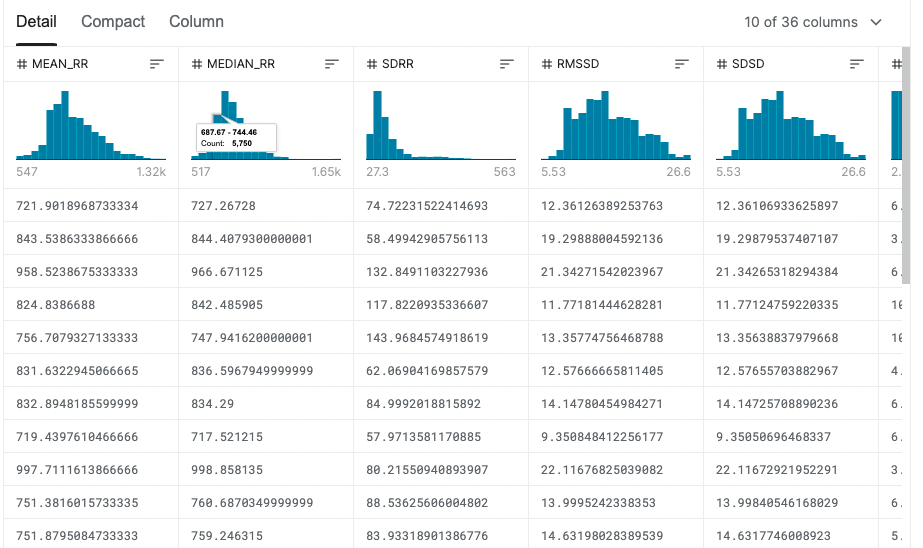 Detail Compact Column 10 of 36 columns
# MEAN_RR # MEDIAN_RR # SDRR # RMSSD # SDSD #
687.67 - 744.46
Count: 5,750
547 1.32k 517 1.65k 27.3 563 5.53 26.6 5.53 26.6 2.
721.9018968733334 727.26728 74.72231522414693 12.36126389253763 12.36106933625897 6.
843.5386333866666 844.4079300000001 58.49942905756113 19.29888004592136 19.29879537407107 3.
958.5238675333333 966.671125 132.8491103227936 21.34271542023967 21.34265318294384 6.
824.8386688 842.485905 117.8220935336607 11.77181444628281 11.77124759220335 10
756.7079327133333 747.9416200000001 143.9684574918619 13.35774756468788 13.35638837979668 10
831.6322945066665 836.5967949999999 62.06904169857579 12.57666665811405 12.57655703882967 4.
832.8948185599999 834.29 84.9992018815892 14.14780454984271 14.14725708890236 6.
719.4397610466666 717.521215 57.9713581170885 9.350848412256177 9.35050696468337 6.
997.7111613866666 998.858135 80.21550940893907 22.11676825039082 22.11672921952291 3.
751.3816015733335 760.6870349999999 88.53625606004802 13.9995242338353 13.99840546168029 6.
751.8795084733333 759.246315 83.93318901386776 14.63198028389539 14.6317746008923 5.